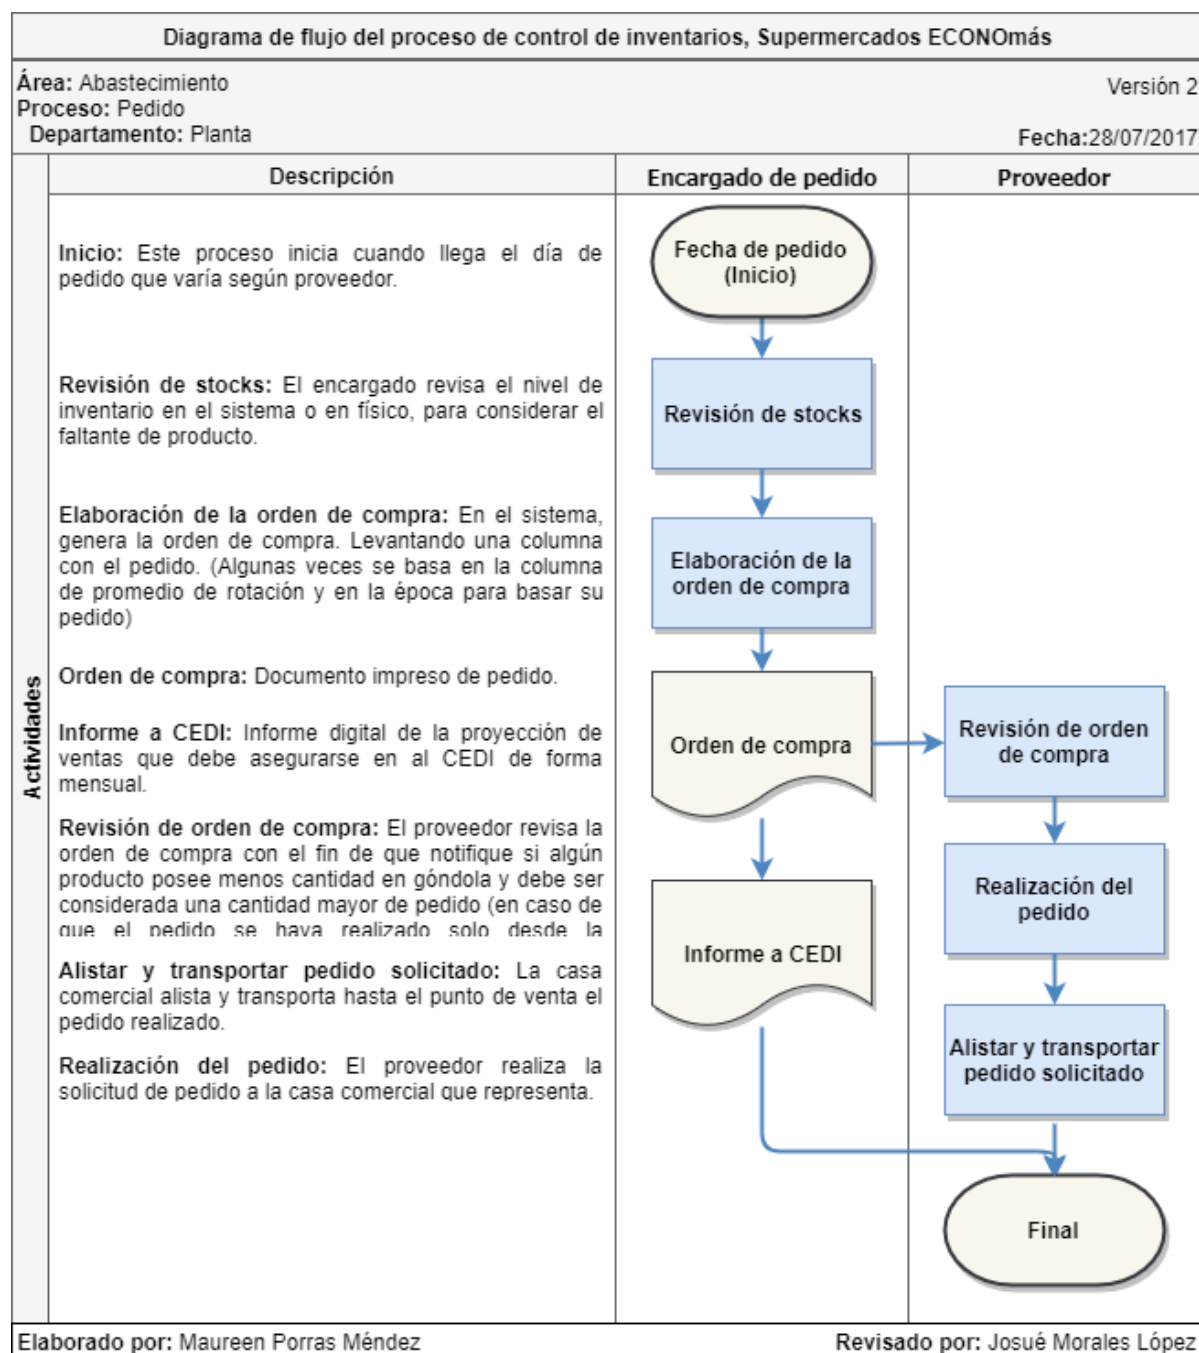 Diagrama de flujo del proceso de control de inventarios, Supermercados ECONOmás
Área: Abastecimiento
Proceso: Pedido
Departamento: Planta
Versión 2
Fecha:28/07/2017
Actividades
Descripción
Encargado de pedido
Proveedor
Inicio: Este proceso inicia cuando llega el día de
pedido que varía según proveedor.
Revisión de stocks: El encargado revisa el nivel de
inventario en el sistema o en físico, para considerar el
faltante de producto.
Elaboración de la orden de compra: En el sistema,
genera la orden de compra. Levantando una columna
con el pedido. (Algunas veces se basa en la columna
de promedio de rotación y en la época para basar su
pedido)
Orden de compra: Documento impreso de pedido.
Informe a CEDI: Informe digital de la proyección de
ventas que debe asegurarse en al CEDI de forma
mensual.
Revisión de orden de compra: El proveedor revisa la
orden de compra con el fin de que notifique si algún
producto posee menos cantidad en góndola y debe ser
considerada una cantidad mayor de pedido (en caso de
que el pedido se haya realizado solo desde la
Alistar y transportar pedido solicitado: La casa
comercial alista y transporta hasta el punto de venta el
pedido realizado.
Realización del pedido: El proveedor realiza la
solicitud de pedido a la casa comercial que representa.
Fecha de pedido
(Inicio)
Revisión de stocks
Elaboración de la
orden de compra
Orden de compra
Informe a CEDI
Revisión de orden
de compra
Realización del
pedido
Alistar y transportar
pedido solicitado
Final
Elaborado por: Maureen Porras Méndez
Revisado por: Josué Morales López